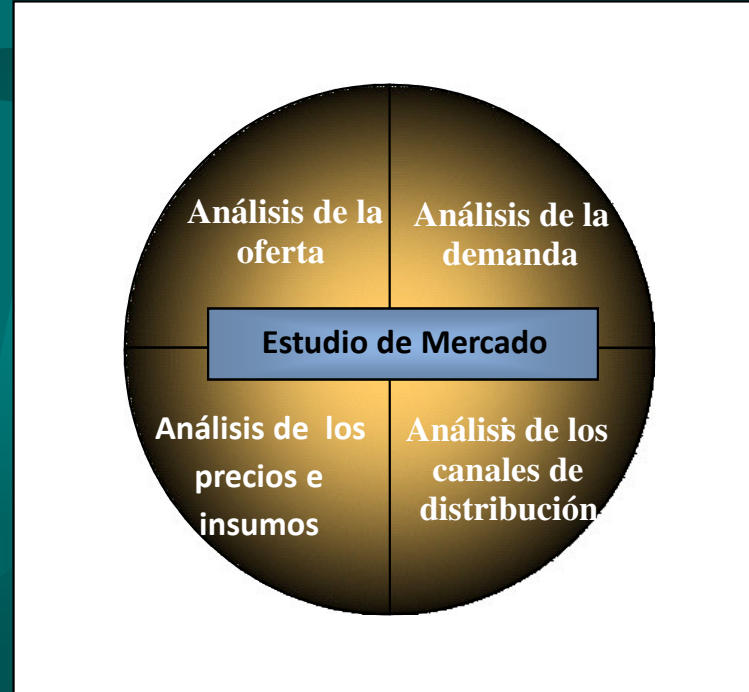 Análisis de la
oferta
Análisis de la
demanda
Estudio de Mercado
Análisis de los
precios e
insumos
Análisis de los
canales de
distribución